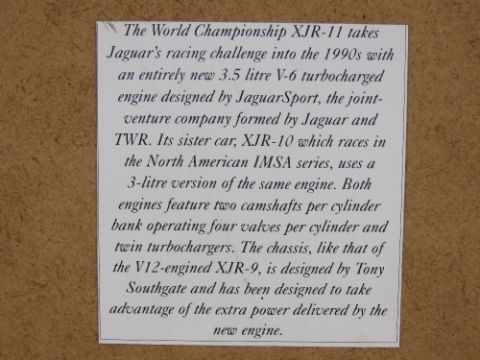 The World Championship XJR-11 takes
Jaguar's racing challenge into the 1990s with
an entirely new 3.5 litre V-6 turbocharged
engine designed by JaguarSport, the joint-
venture company formed by Jaguar and
TWR. Its sister car, XJR-10 which races in
the North American IMSA series, uses a
3-litre version of the same engine. Both
engines feature two camshafts per cylinder
bank operating four valves per cylinder and
twin turbochargers. The chassis, like that of
the V12-engined XJR-9, is designed by Tony
Southgate and has been designed to take
advantage of the extra power delivered by the
new engine.